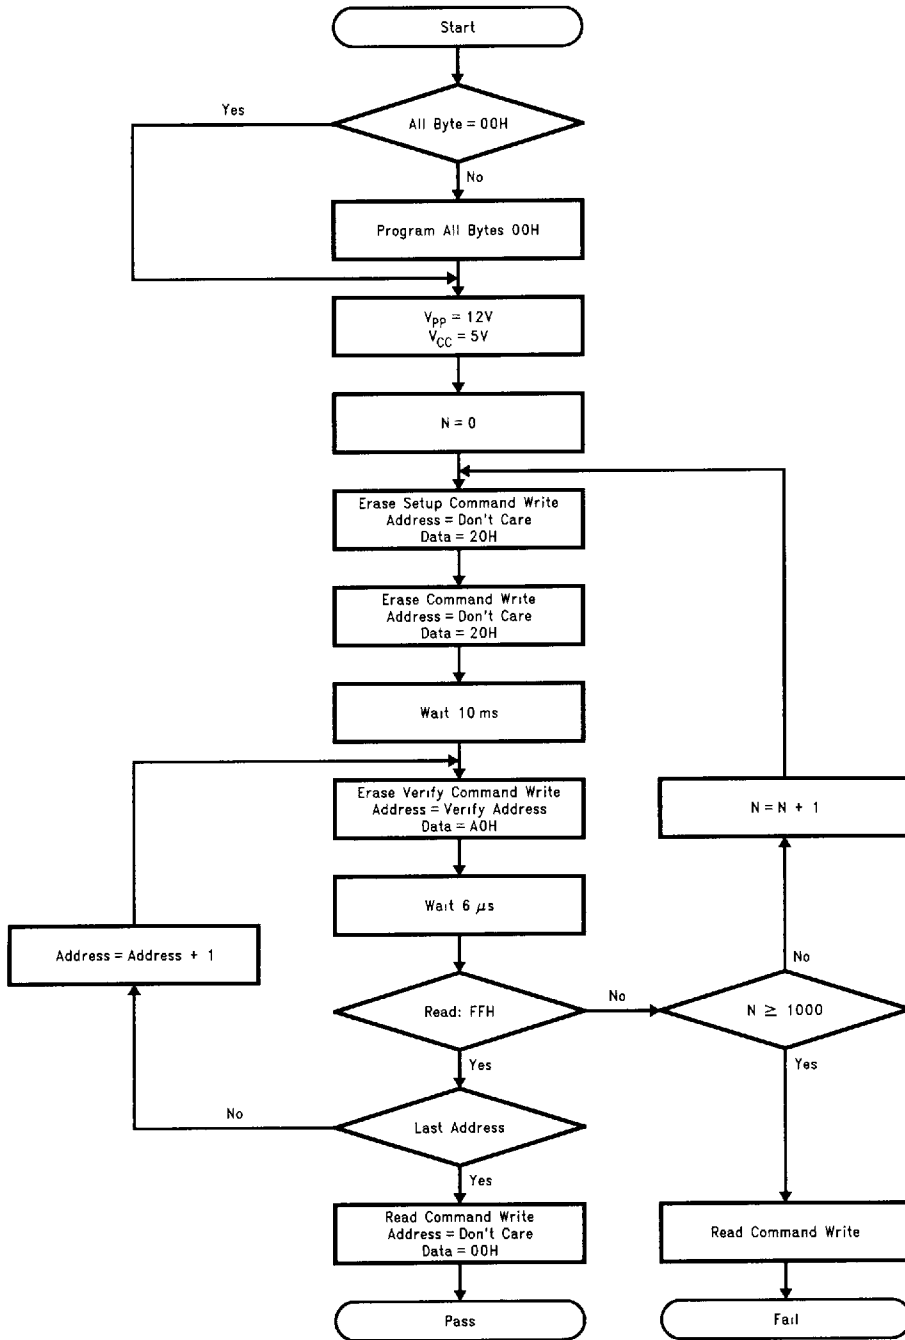 Start
Yes
All Byte = 00H
No
Program All Bytes 00H
VPP = 12V
VCC = 5V
N = 0
Erase Setup Command Write
Address = Don't Care
Data = 20H
Erase Command Write
Address = Don't Care
Data = 20H
Wait 10 ms
Erase Verify Command Write
Address = Verify Address
Data = A0H
N = N + 1
Wait 6 μs
Address = Address + 1
No
Read: FFH
No
N ≥ 1000
Yes
Yes
No
Last Address
Yes
Read Command Write
Address = Don't Care
Data = 00H
Read Command Write
Pass
Fail